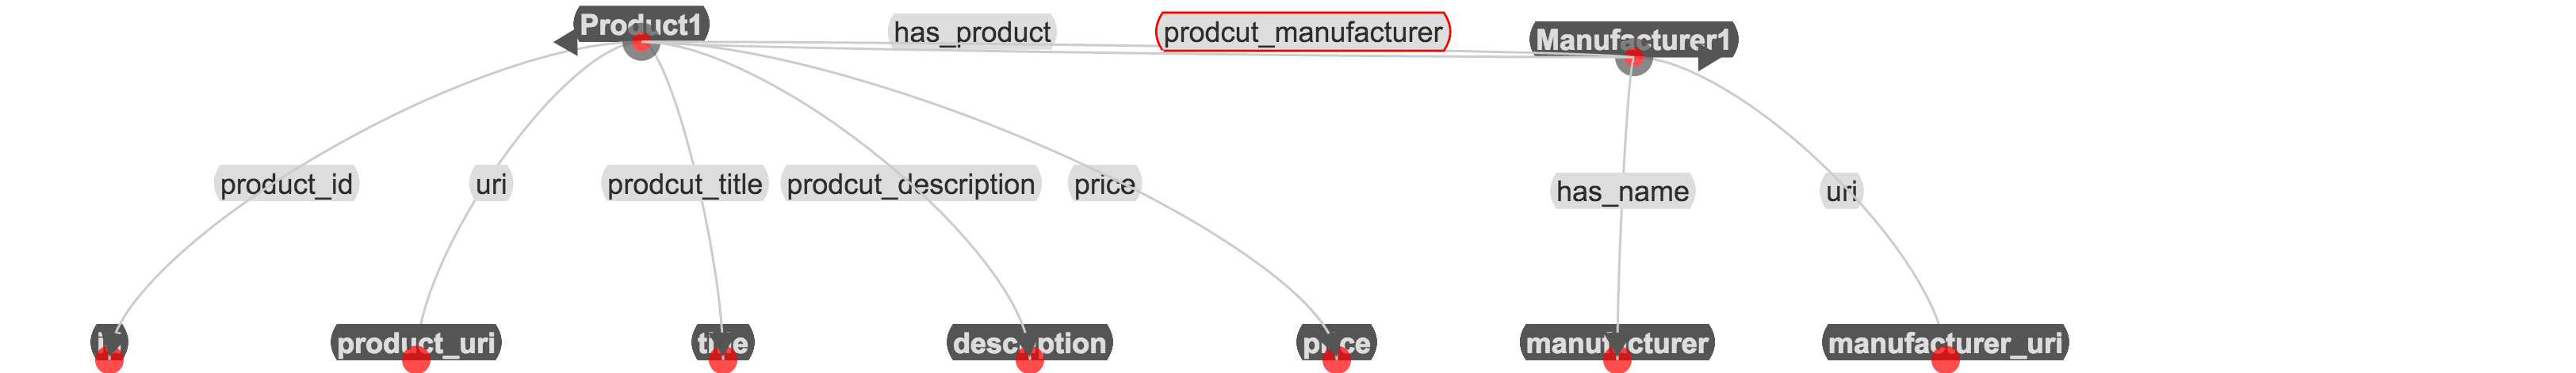 Product1
has_product
prodcut_manufacturer
Manufacturer1
product_id
uri
prodcut_title
prodcut_description
price
has_name
uri
id
product_uri
title
description
price
manufacturer
manufacturer_uri